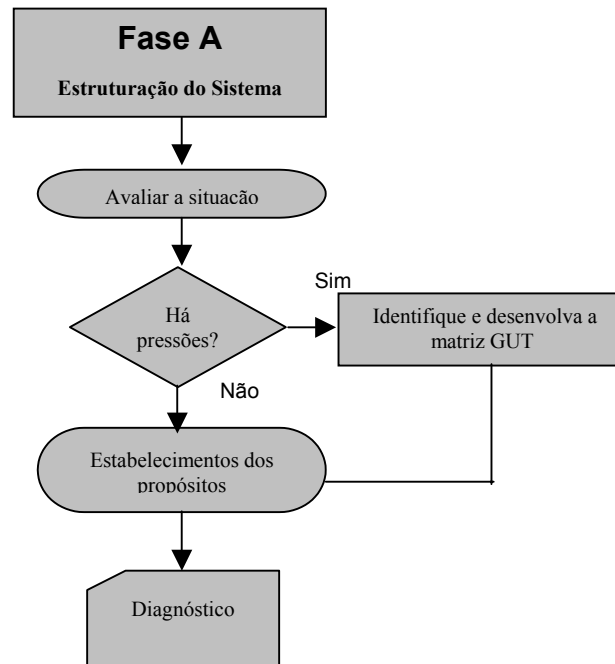 Fase A
Estruturação do Sistema
Avaliar a situacão
Há
pressões?
Sim
Identifique e desenvolva a
matriz GUT
Não
Estabelecimentos dos
propósitos
Diagnóstico